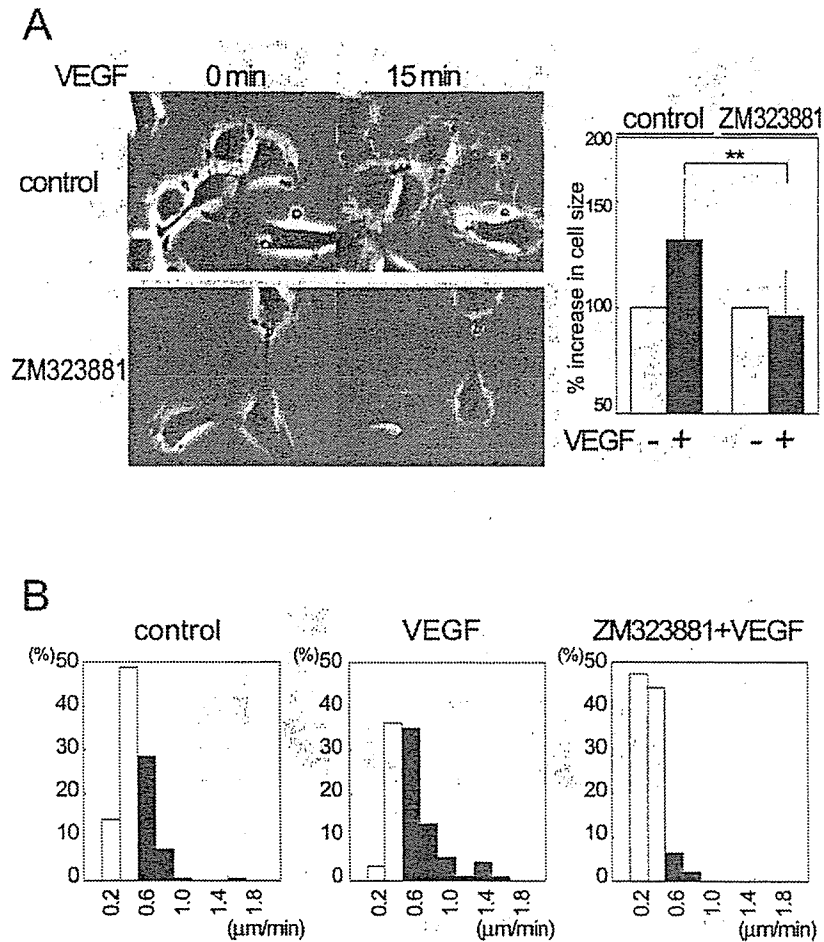 A
VEGF 0 min 15 min
control
ZM323881
control ZM323881
200
150
100
50
% increase in cell size
**
VEGF - + - +
B
control
(%) 50
40
30
20
10
0
0.2 0.6 1.0 1.4 1.8
(µm/min)
VEGF
(%) 50
40
30
20
10
0
0.2 0.6 1.0 1.4 1.8
(µm/min)
ZM323881+VEGF
(%) 50
40
30
20
10
0
0.2 0.6 1.0 1.4 1.8
(µm/min)